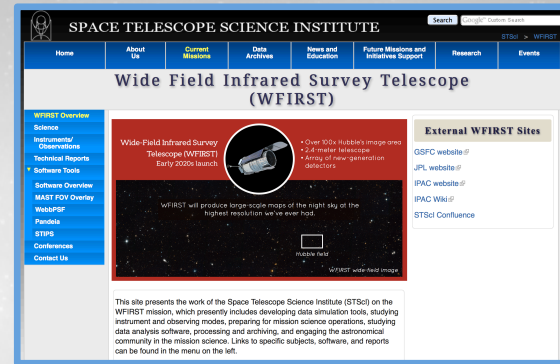 SPACE TELESCOPE SCIENCE INSTITUTE
Search
Google™ Custom Search
STScI > WFIRST
Home
About Us
Current Missions
Data Archives
News and Education
Future Missions and Initiatives Support
Research
Events
Wide Field Infrared Survey Telescope
(WFIRST)
WFIRST Overview
Science
Instruments/
Observations
Technical Reports
Software Tools
Software Overview
MAST FOV Overlay
WebbPSF
Pandeia
STIPS
Conferences
Contact Us
Wide-Field Infrared Survey
Telescope (WFIRST)
Early 2020s launch
• Over 100x Hubble's image area
• 2.4-meter telescope
• Array of new-generation
detectors
WFIRST will produce large-scale maps of the night sky at the
highest resolution we've ever had.
Hubble field
WFIRST wide-field image
This site presents the work of the Space Telescope Science Institute (STScI) on the
WFIRST mission, which presently includes developing data simulation tools, studying
instrument and observing modes, preparing for mission science operations, studying
data analysis software, processing and archiving, and engaging the astronomical
community in the mission science. Links to specific subjects, software, and reports
can be found in the menu on the left.
External WFIRST Sites
GSFC website
JPL website
IPAC website
IPAC Wiki
STScI Confluence